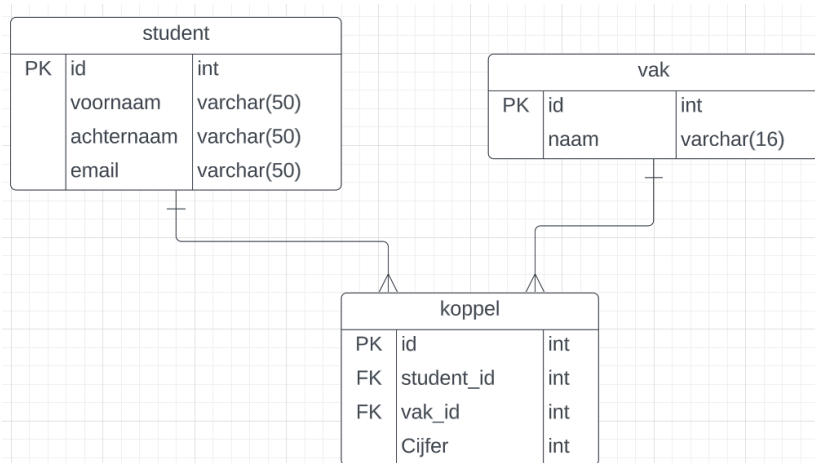 student
PK id int
voornaam varchar(50)
achternaam varchar(50)
email varchar(50)
vak
PK id int
naam varchar(16)
koppel
PK id int
FK student_id int
FK vak_id int
Cijfer int